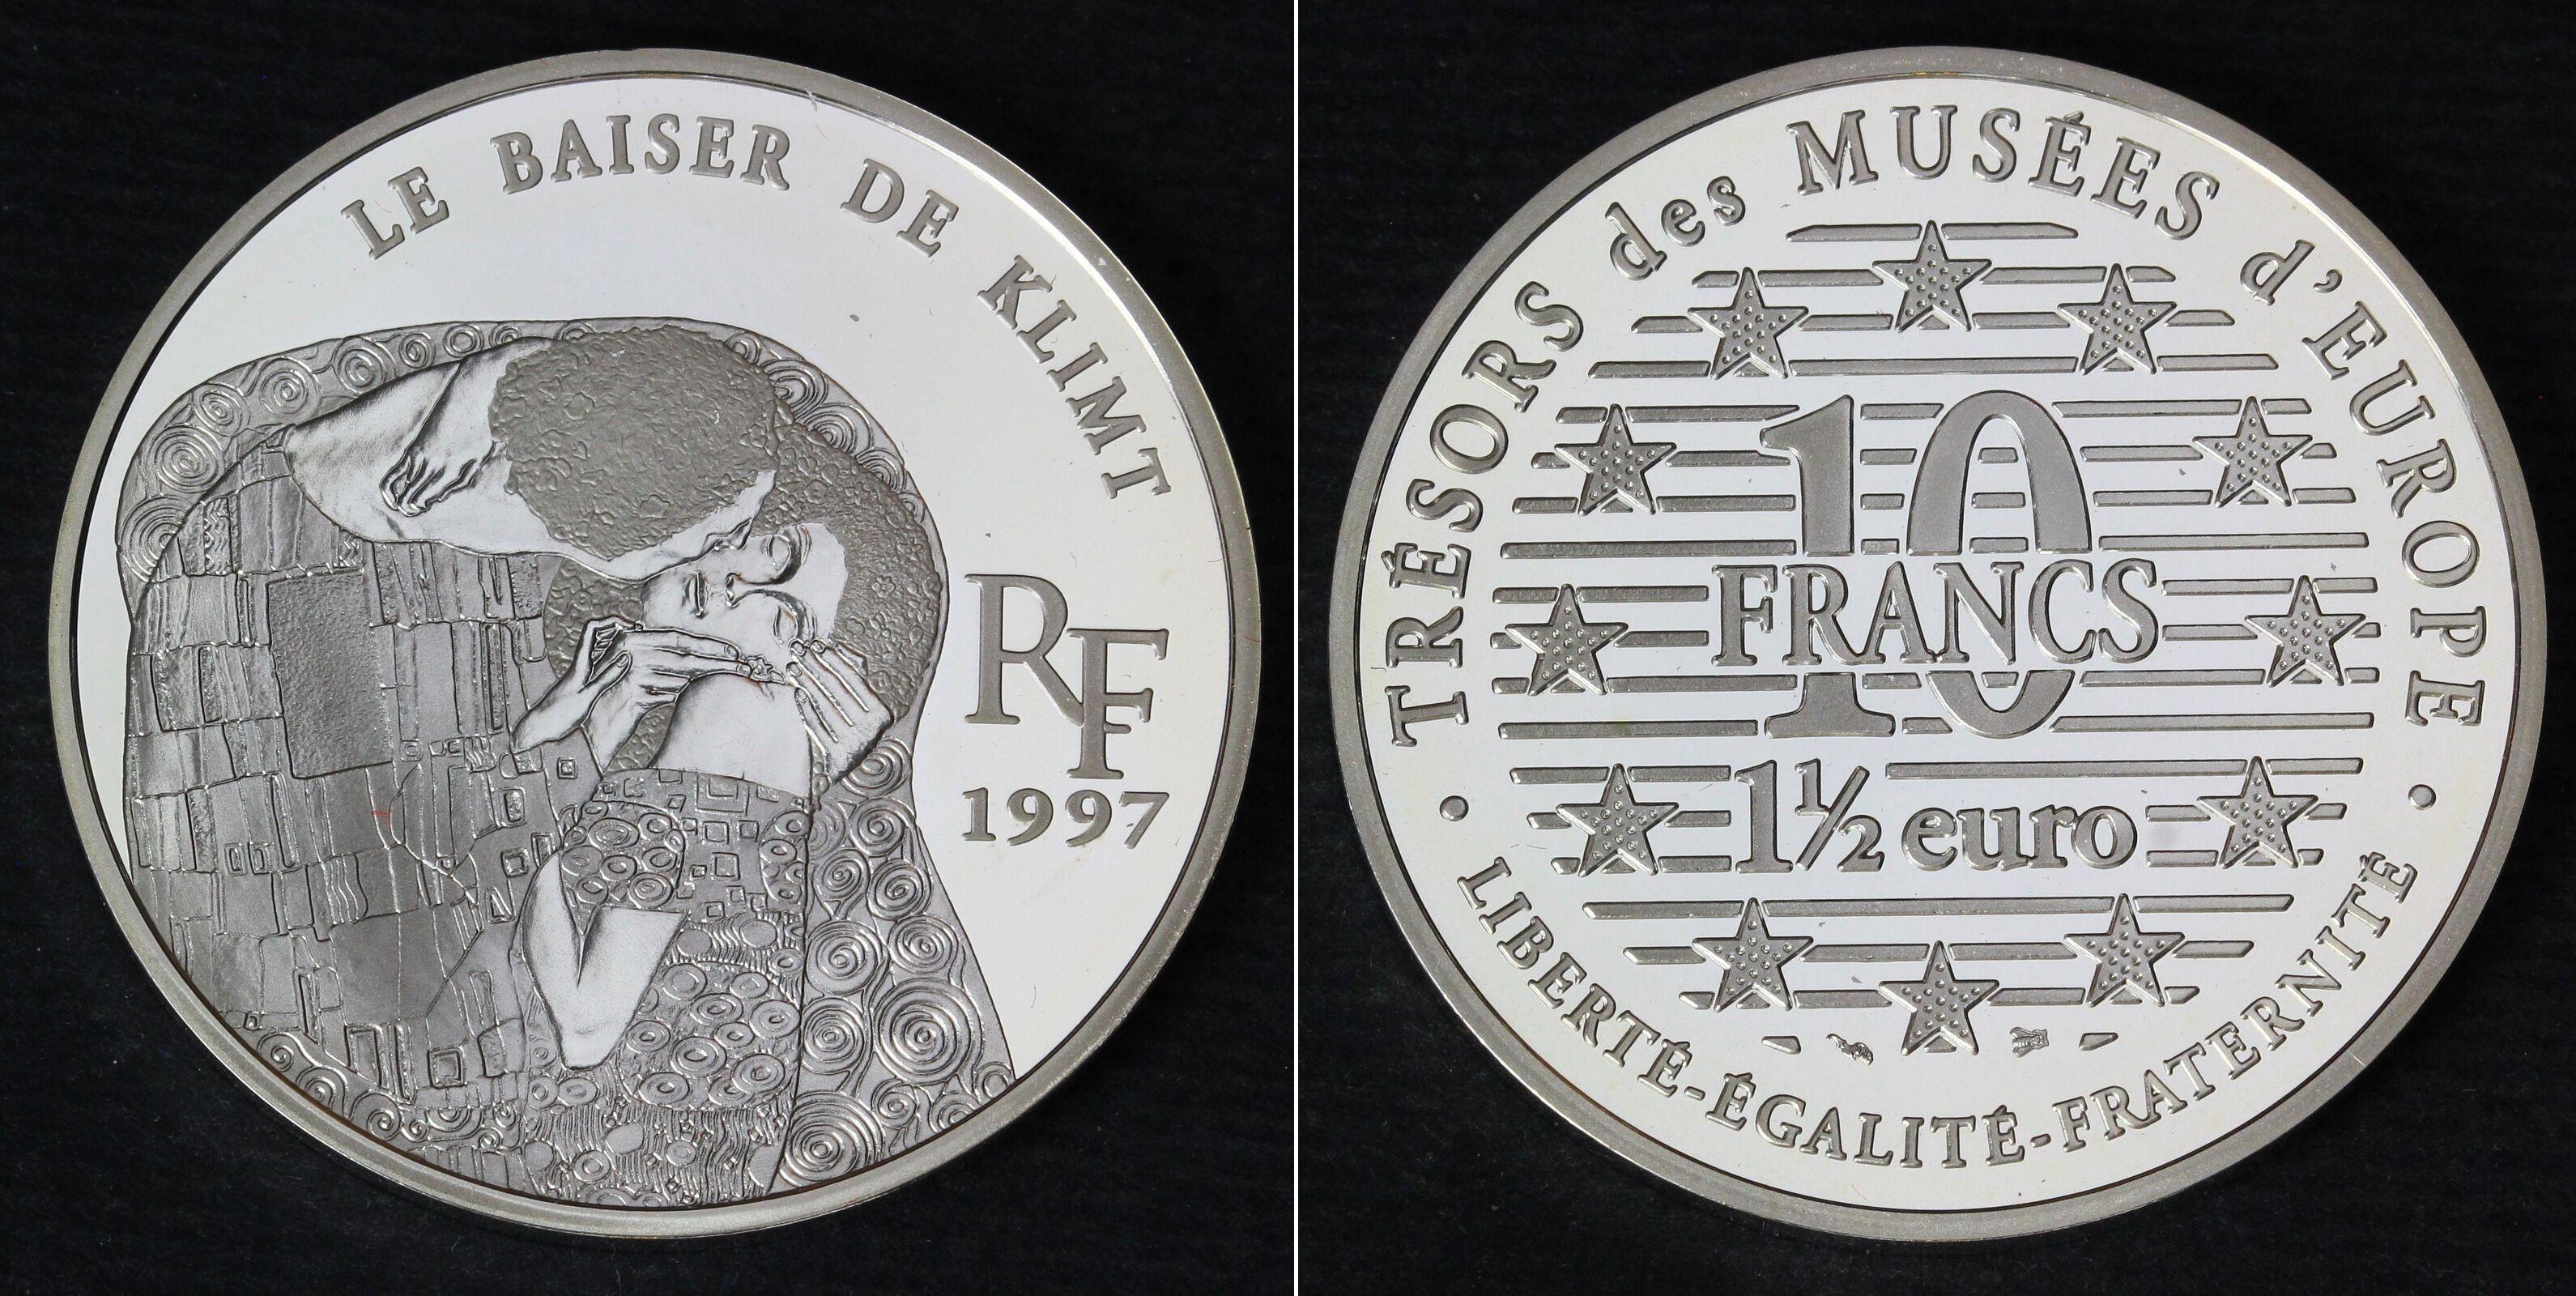 LE BAISER DE KLIMT
RF
1997
TRÉSORS des MUSÉES d'EUROPE
10
FRANCS
1½ euro
• LIBERTÉ-ÉGALITÉ-FRATERNITÉ •